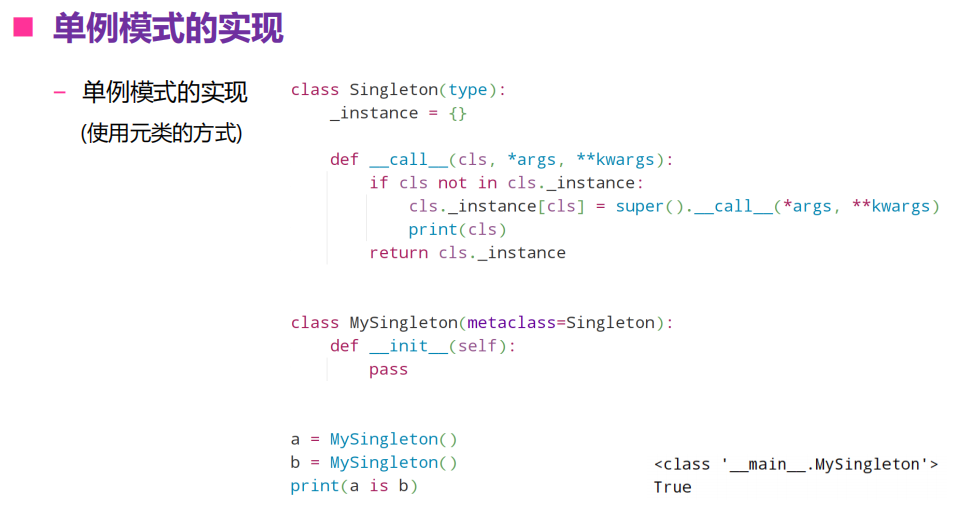 单例模式的实现
– 单例模式的实现
(使用元类的方式)
class Singleton(type):
    _instance = {}
    def __call__(cls, *args, **kwargs):
        if cls not in cls._instance:
            cls._instance[cls] = super().__call__(*args, **kwargs)
            print(cls)
        return cls._instance
class MySingleton(metaclass=Singleton):
    def __init__(self):
        pass
a = MySingleton()
b = MySingleton()
print(a is b)
<class '__main__.MySingleton'>
True